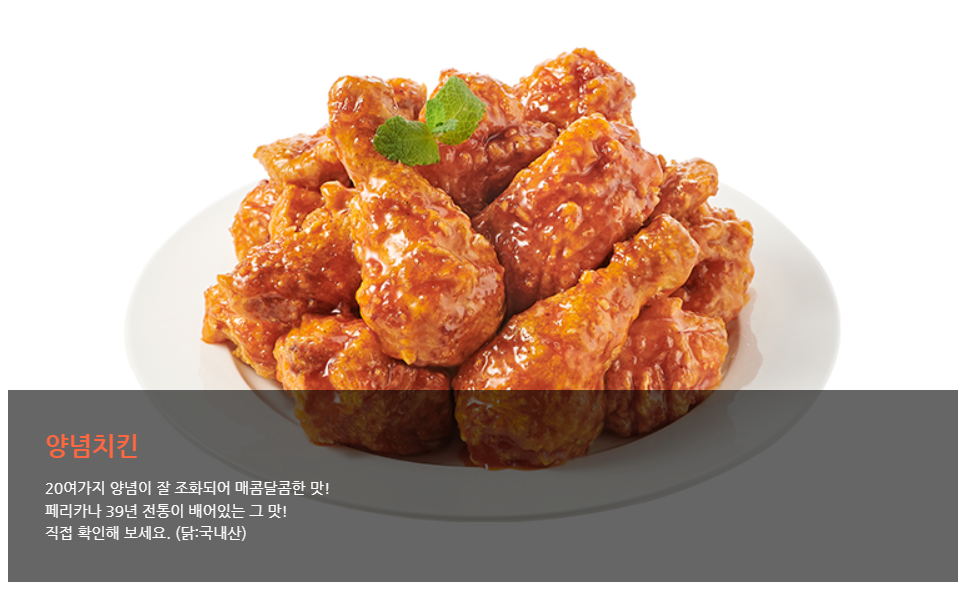 양념치킨
20여가지 양념이 잘 조화되어 매콤달콤한 맛!
페리카나 39년 전통이 배어있는 그 맛!
직접 확인해 보세요. (닭:국내산)